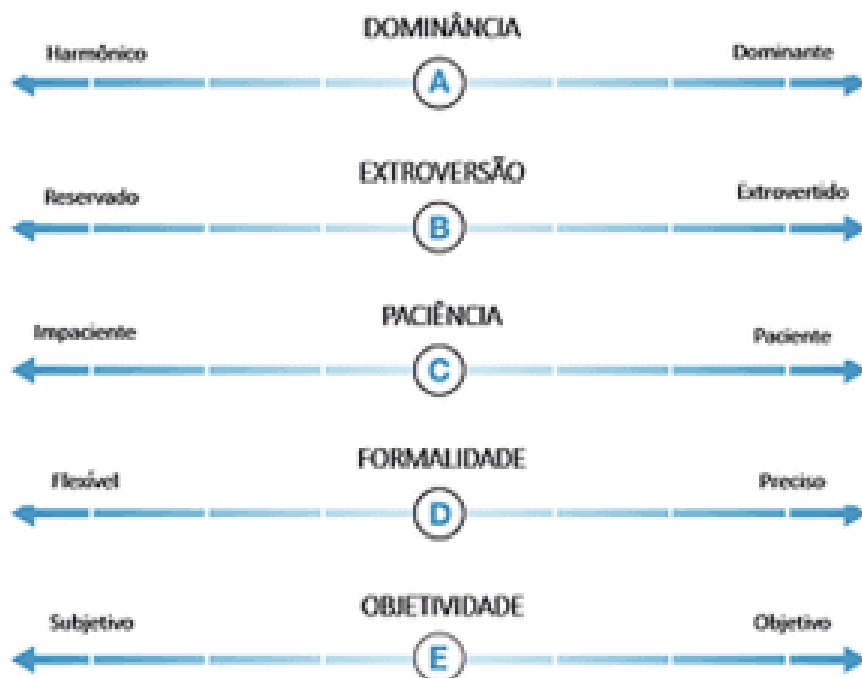 DOMINÂNCIA
Harmônico Dominante
A
EXTROVERSÃO
Reservado Extrovertido
B
PACIÊNCIA
Impaciente Paciente
C
FORMALIDADE
Flexível Preciso
D
OBJETIVIDADE
Subjetivo Objetivo
E